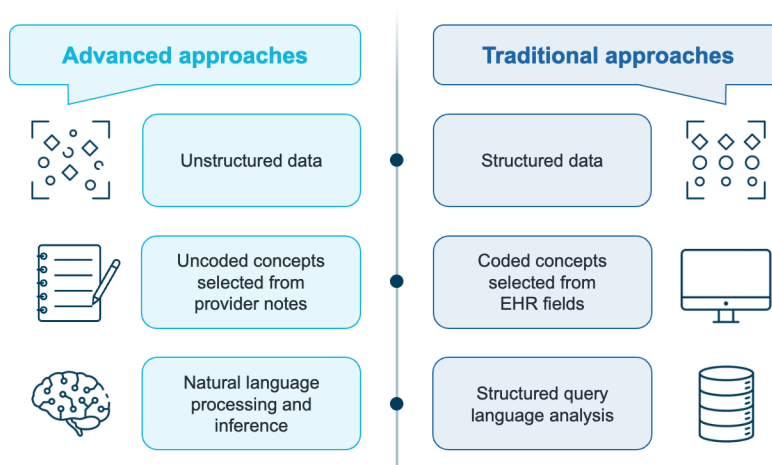 Advanced approaches
Traditional approaches
Unstructured data
Structured data
Uncoded concepts
selected from
provider notes
Coded concepts
selected from
EHR fields
Natural language
processing and
inference
Structured query
language analysis